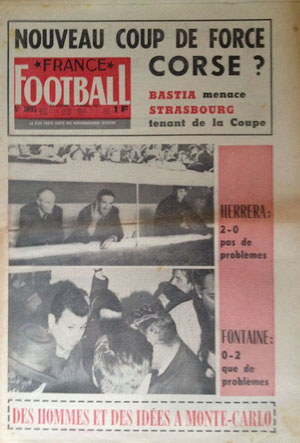 NOUVEAU COUP DE FORCE
CORSE ?
FRANCE
FOOTBALL
1 F
BASTIA menace
STRASBOURG
tenant de la Coupe
HERRERA :
2-0
pas de
problèmes
FONTAINE :
0-2
que de
problèmes
DES HOMMES ET DES IDÉES A MONTE-CARLO